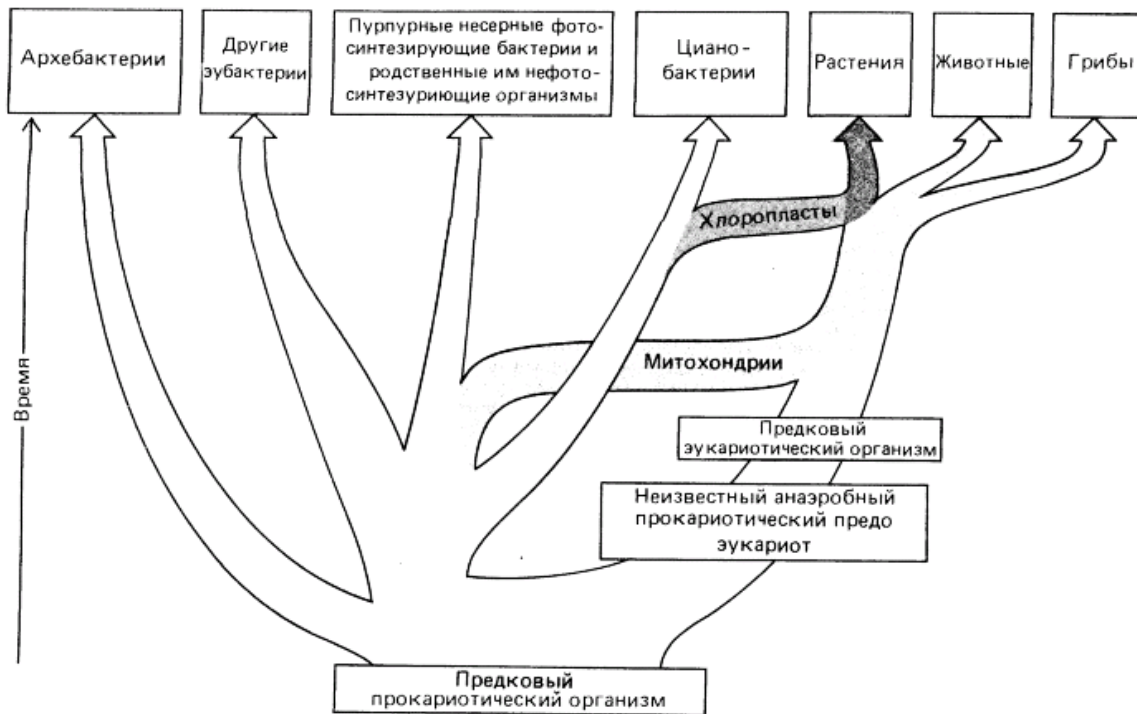 Архебактерии
Другие
эубактерии
Пурпурные несерные фото-
синтезирующие бактерии и
родственные им нефото-
синтезуриющие организмы
Циано-
бактерии
Растения
Животные
Грибы
Время
Хлоропласты
Митохондрии
Предковый
эукариотический организм
Неизвестный анаэробный
прокариотический предо
эукариот
Предковый
прокариотический организм